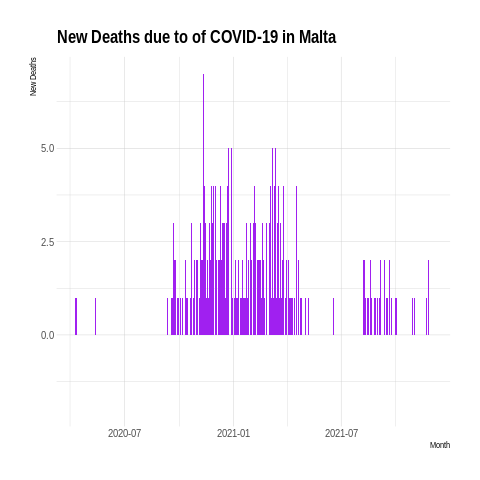 New Deaths due to of COVID-19 in Malta
New Deaths
5.0
2.5
0.0
2020-07
2021-01
2021-07
Month